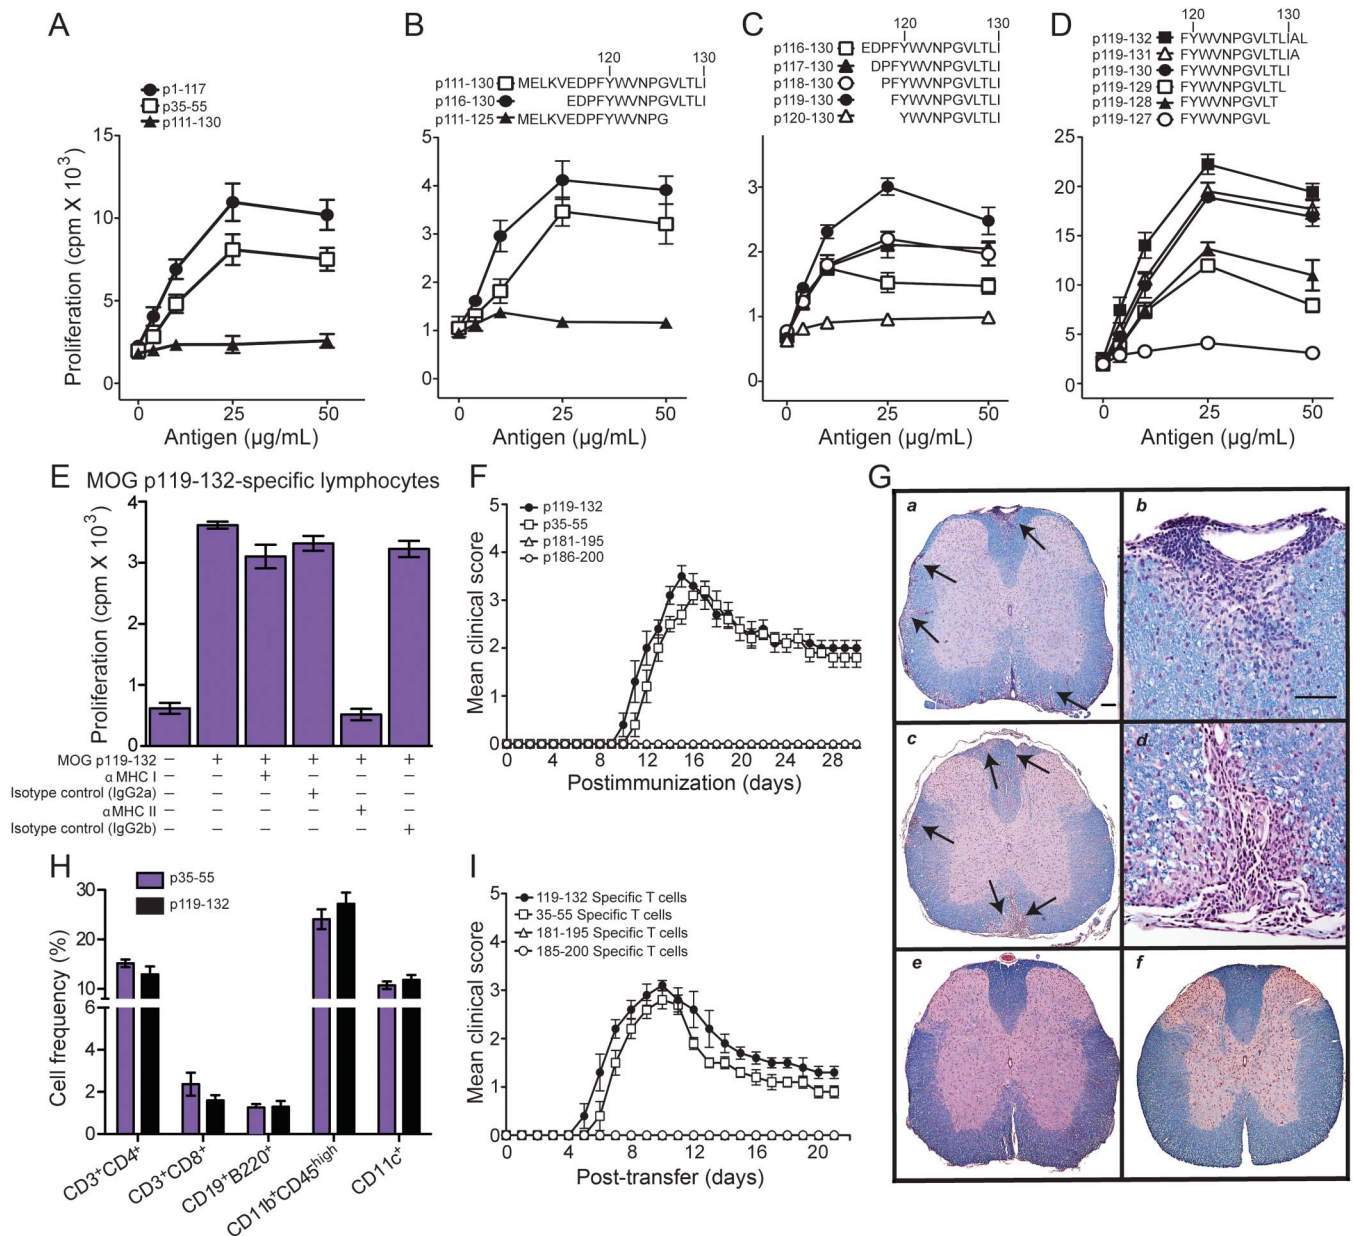 A
p1-117
p35-55
p111-130
Proliferation (cpm X 10³)
15
10
5
0
0 25 50
Antigen (µg/mL)
B
120 130
p111-130 MELKVEDPFYWVNPGVLTLI
p116-130 EDPFYWVNPGVLTLI
p111-125 MELKVEDPFYWVNPG
5
4
3
2
1
0
0 25 50
Antigen (µg/mL)
C
120 130
p116-130 EDPFYWVNPGVLTLI
p117-130 DPFYWVNPGVLTLI
p118-130 PFYWVNPGVLTLI
p119-130 FYWVNPGVLTLI
p120-130 YWVNPGVLTLI
3
2
1
0
0 25 50
Antigen (µg/mL)
D
120 130
p119-132 FYWVNPGVLTLIAL
p119-131 FYWVNPGVLTLIA
p119-130 FYWVNPGVLTLI
p119-129 FYWVNPGVLTL
p119-128 FYWVNPGVLT
p119-127 FYWVNPGVL
25
20
15
10
5
0
0 25 50
Antigen (µg/mL)
E MOG p119-132-specific lymphocytes
Proliferation (cpm X 10³)
4
3
2
1
0
MOG p119-132 – + + + + +
α MHC I – – + – – –
Isotype control (IgG2a) – – – + – –
α MHC II – – – – + –
Isotype control (IgG2b) – – – – – +
F
p119-132
p35-55
p181-195
p186-200
Mean clinical score
5
4
3
2
1
0
0 4 8 12 16 20 24 28
Postimmunization (days)
G
a b
c d
e f
H
p35-55
p119-132
Cell frequency (%)
30
20
10
6
4
2
0
CD3⁺CD4⁺
CD3⁺CD8⁺
CD19⁺B220⁺
CD11b⁺CD45ʰⁱᵍʰ
CD11c⁺
I
119-132 Specific T cells
35-55 Specific T cells
181-195 Specific T cells
185-200 Specific T cells
Mean clinical score
5
4
3
2
1
0
0 4 8 12 16 20
Post-transfer (days)